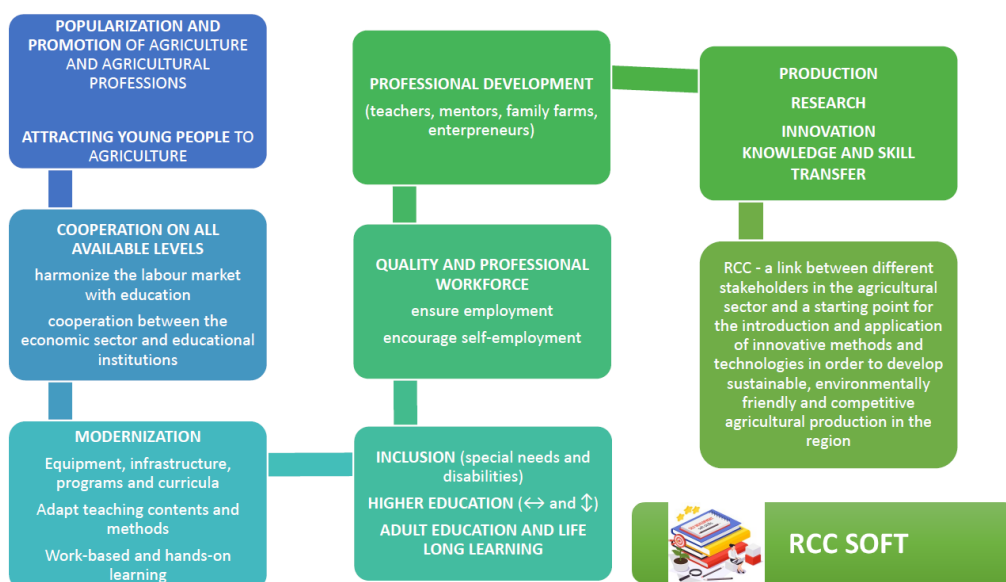 POPULARIZATION AND
PROMOTION OF AGRICULTURE
AND AGRICULTURAL
PROFESSIONS
ATTRACTING YOUNG PEOPLE TO
AGRICULTURE
COOPERATION ON ALL
AVAILABLE LEVELS
harmonize the labour market
with education
cooperation between the
economic sector and educational
institutions
MODERNIZATION
Equipment, infrastructure,
programs and curricula
Adapt teaching contents and
methods
Work-based and hands-on
learning
INCLUSION (special needs and
disabilities)
HIGHER EDUCATION (↔ and ↕)
ADULT EDUCATION AND LIFE
LONG LEARNING
QUALITY AND PROFESSIONAL
WORKFORCE
ensure employment
encourage self-employment
PROFESSIONAL DEVELOPMENT
(teachers, mentors, family farms,
enterpreneurs)
PRODUCTION
RESEARCH
INNOVATION
KNOWLEDGE AND SKILL
TRANSFER
RCC - a link between different
stakeholders in the agricultural
sector and a starting point for
the introduction and application
of innovative methods and
technologies in order to develop
sustainable, environmentally
friendly and competitive
agricultural production in the
region
RCC SOFT